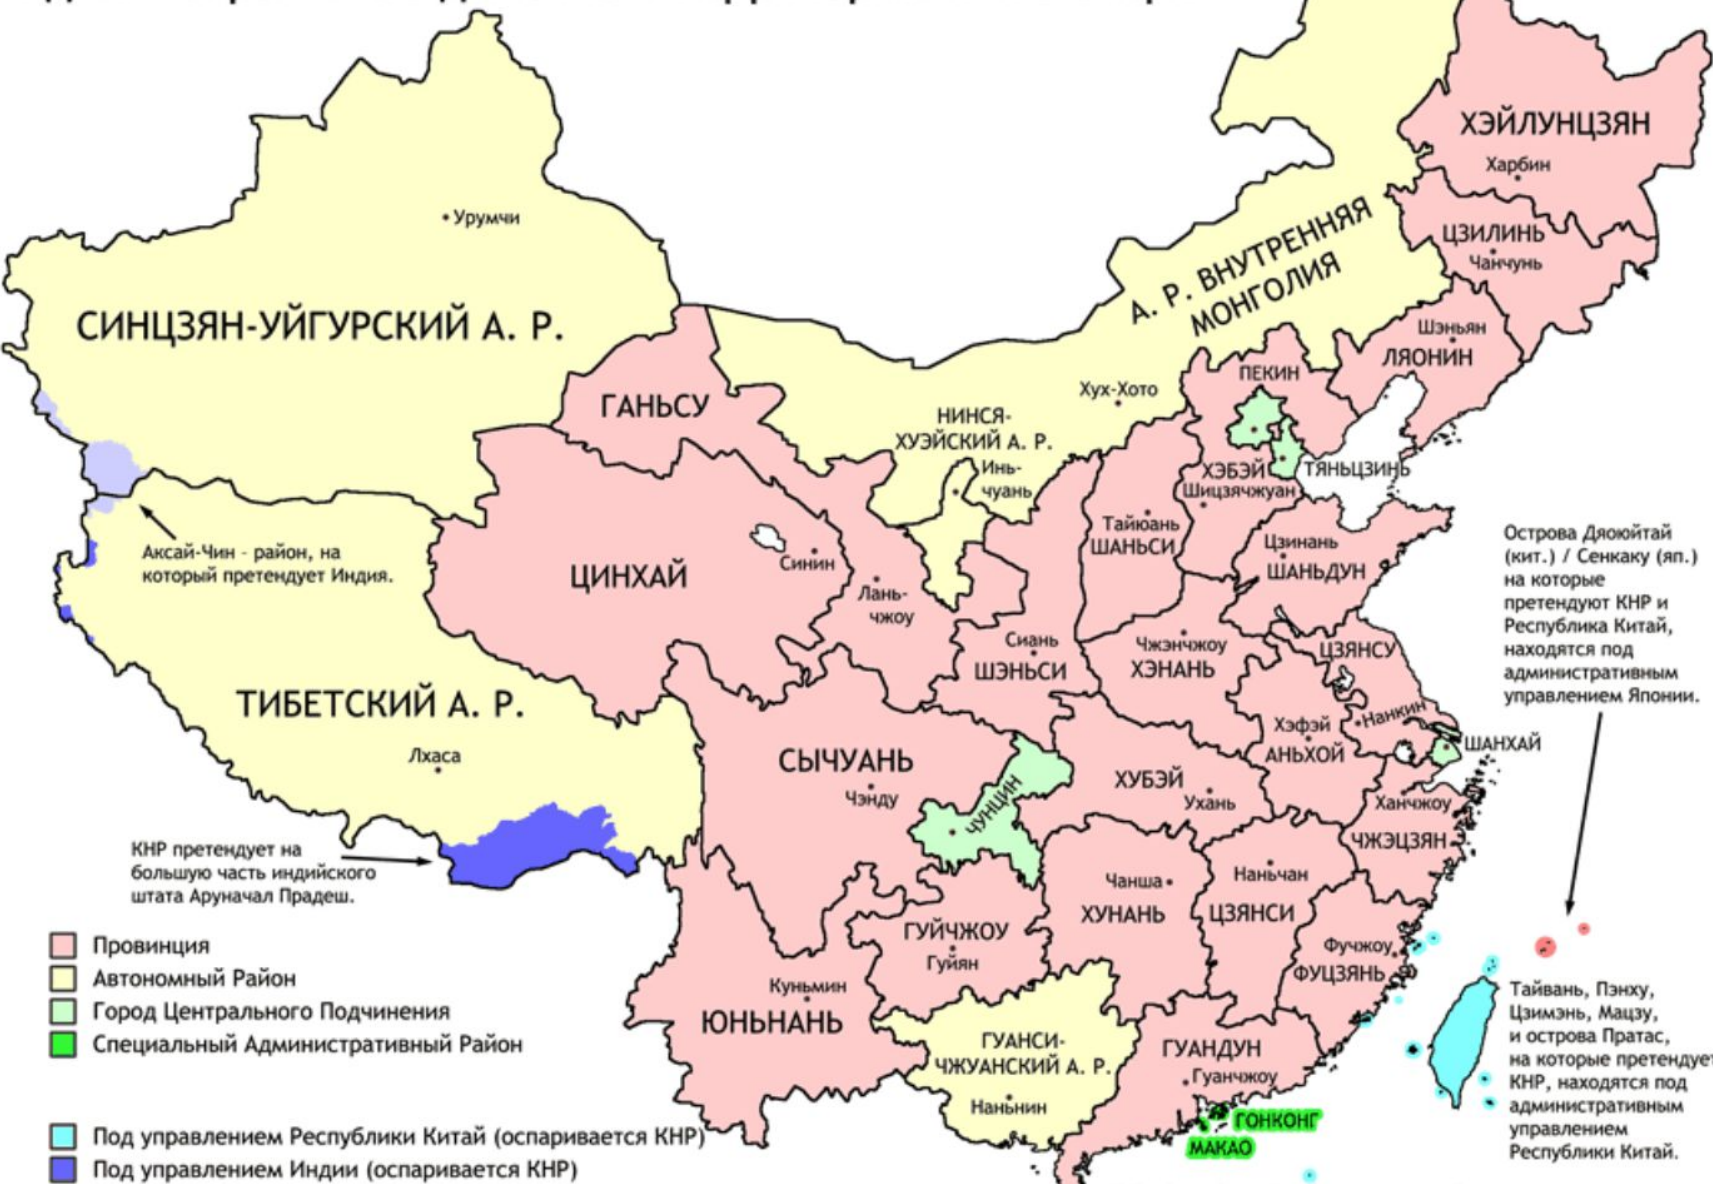 ХЭЙЛУНЦЗЯН
Харбин
Урумчи
ЦЗИЛИНЬ
Чанчунь
А. Р. ВНУТРЕННЯЯ
МОНГОЛИЯ
СИНЦЗЯН-УЙГУРСКИЙ А. Р.
Шэньян
ЛЯОНИН
ПЕКИН
Хух-Хото
ГАНЬСУ
НИНСЯ-
ХУЭЙСКИЙ А. Р.
Инь-
чуань
ХЭБЭЙ
ТЯНЬЦЗИНЬ
Шицзячжуан
Тайюань
ШАНЬСИ
Цзинань
ШАНЬДУН
Аксай-Чин - район, на
который претендует Индия.
ЦИНХАЙ
Синин
Лань-
чжоу
Острова Дяоюйтай
(кит.) / Сенкаку (яп.)
на которые
претендуют КНР и
Республика Китай,
находятся под
административным
управлением Японии.
Сиань
ШЭНЬСИ
Чжэнчжоу
ХЭНАНЬ
ЦЗЯНСУ
ТИБЕТСКИЙ А. Р.
Лхаса
Хэфэй
АНЬХОЙ
Нанкин
ШАНХАЙ
СЫЧУАНЬ
Чэнду
ЧУНЦИН
ХУБЭЙ
Ухань
Ханчжоу
ЧЖЭЦЗЯН
КНР претендует на
большую часть индийского
штата Аруначал Прадеш.
Чанша
ХУНАНЬ
Наньчан
ЦЗЯНСИ
ГУЙЧЖОУ
Гуйян
Фучжоу
ФУЦЗЯНЬ
Куньмин
ЮНЬНАНЬ
ГУАНСИ-
ЧЖУАНСКИЙ А. Р.
Наньнин
ГУАНДУН
Гуанчжоу
ГОНКОНГ
МАКАО
Тайвань, Пэнху,
Цзимэнь, Мацзу,
и острова Пратас,
на которые претендует
КНР, находятся под
административным
управлением
Республики Китай.
Провинция
Автономный Район
Город Центрального Подчинения
Специальный Административный Район
Под управлением Республики Китай (оспаривается КНР)
Под управлением Индии (оспаривается КНР)